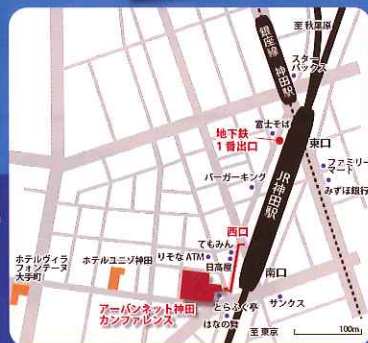 至 秋葉原
銀座線 神田駅
スター
バックス
富士そば
地下鉄
1番出口
東口
ファミリー
マート
みずほ銀行
バーガーキング
JR神田駅
西口
てもみん
りそなATM
日高屋
ホテルヴィラ
フォンテーヌ
大手町
ホテルユニゾ神田
南口
アーバンネット神田
カンファレンス
とらふぐ亭
サンクス
はなの舞
至 東京
100m